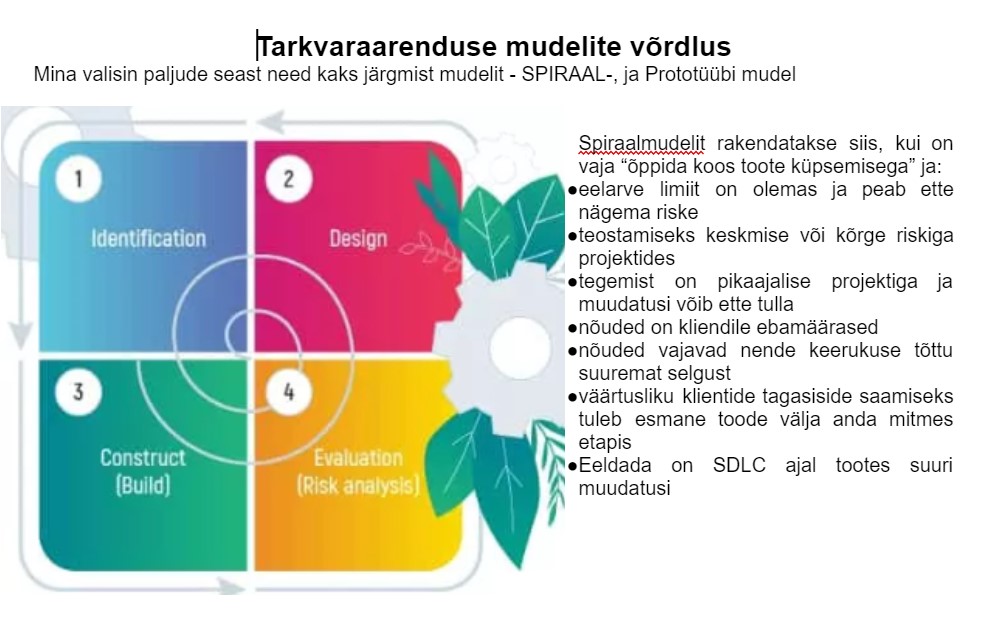 Tarkvaraarenduse mudelite võrdlus
Mina valisin paljude seast need kaks järgmist mudelit - SPIRAAL-, ja Prototüübi mudel
1
Identification
2
Design
3
Construct
(Build)
4
Evaluation
(Risk analysis)
Spiraalmudelit rakendatakse siis, kui on
vaja “õppida koos toote küpsemisega” ja:
●eelarve limiit on olemas ja peab ette
nägema riske
●teostamiseks keskmise või kõrge riskiga
projektides
●tegemist on pikaajalise projektiga ja
muudatusi võib ette tulla
●nõuded on kliendile ebamäärased
●nõuded vajavad nende keerukuse tõttu
suuremat selgust
●väärtusliku klientide tagasiside saamiseks
tuleb esmane toode välja anda mitmes
etapis
●Eeldada on SDLC ajal tootes suuri
muudatusi